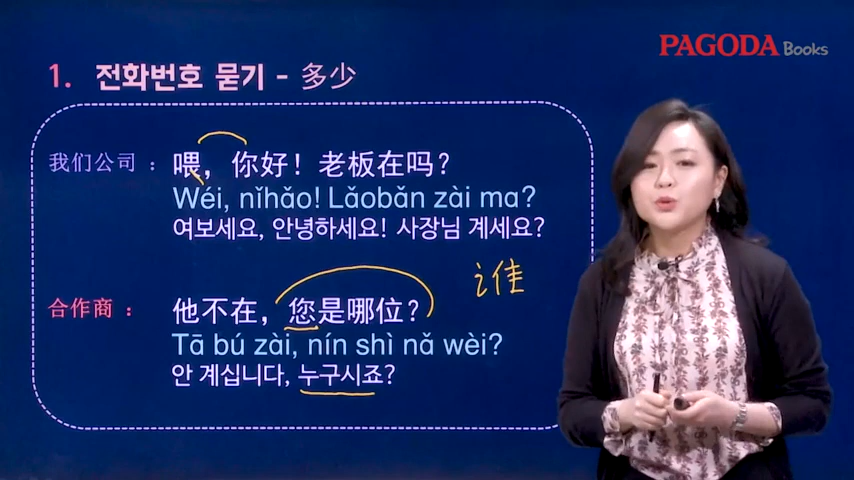 PAGODA Books
1. 전화번호 묻기 - 多少
我们公司 : 喂，你好！老板在吗？
Wéi, nǐhǎo! Lǎobǎn zài ma?
여보세요, 안녕하세요! 사장님 계세요?
谁
合作商 : 他不在，您是哪位？
Tā bú zài, nín shì nǎ wèi?
안 계십니다, 누구시죠?